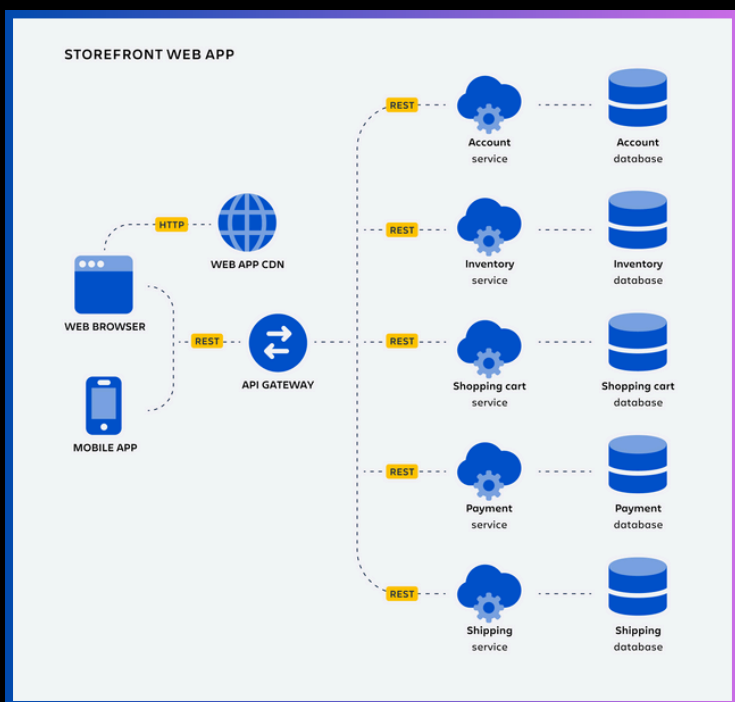 STOREFRONT WEB APP
REST
Account
service
Account
database
HTTP
WEB APP CDN
REST
Inventory
service
Inventory
database
WEB BROWSER
REST
API GATEWAY
REST
Shopping cart
service
Shopping cart
database
MOBILE APP
REST
Payment
service
Payment
database
REST
Shipping
service
Shipping
database